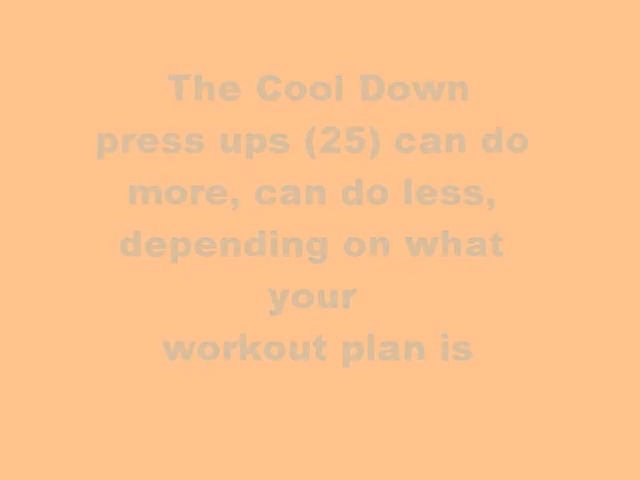 The Cool Down
press ups (25) can do
more, can do less,
depending on what
your
workout plan is